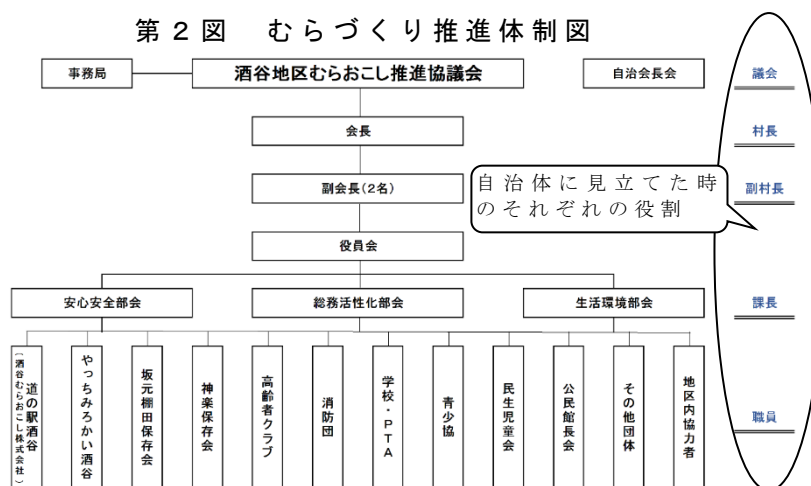 第２図 むらづくり推進体制図
事務局
酒谷地区むらおこし推進協議会
自治会長会
議会
会長
村長
副会長(2名)
副村長
自治体に見立てた時
のそれぞれの役割
役員会
安心安全部会
総務活性化部会
生活環境部会
課長
道の駅酒谷
(酒谷むらおこし株式会社)
やっちみろかい酒谷
坂元棚田保存会
神楽保存会
高齢者クラブ
消防団
学校・PTA
青少協
民生児童会
公民館長会
その他団体
地区内協力者
職員